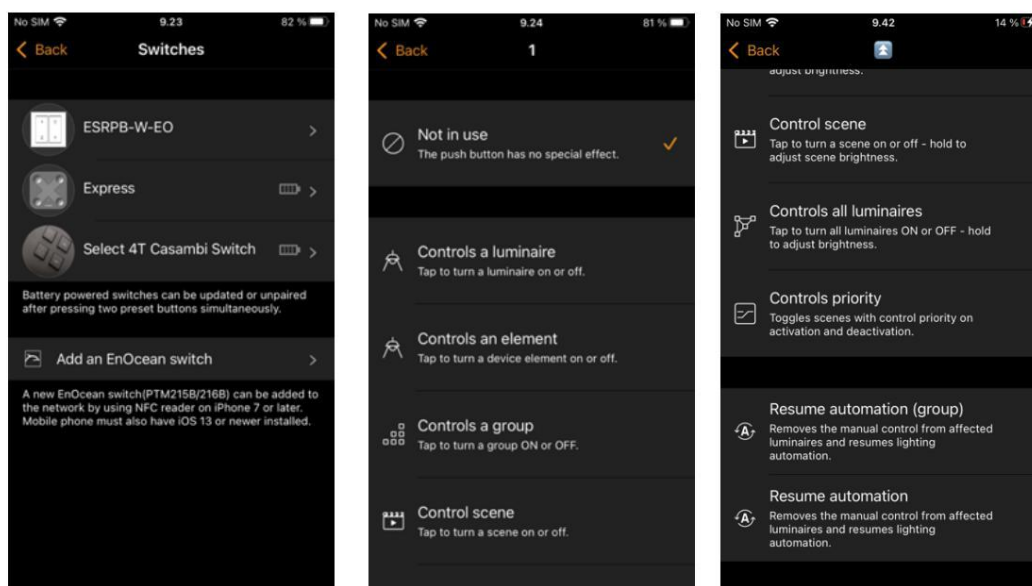 No SIM 9.23 82 %
Back Switches
ESRPB-W-EO
Express
Select 4T Casambi Switch
Battery powered switches can be updated or unpaired
after pressing two preset buttons simultaneously.
Add an EnOcean switch
A new EnOcean switch(PTM215B/216B) can be added to
the network by using NFC reader on iPhone 7 or later.
Mobile phone must also have iOS 13 or newer installed.
No SIM 9.24 81 %
Back 1
Not in use
The push button has no special effect.
Controls a luminaire
Tap to turn a luminaire on or off.
Controls an element
Tap to turn a device element on or off.
Controls a group
Tap to turn a group ON or OFF.
Control scene
Tap to turn a scene on or off.
No SIM 9.42 14 %
Back
adjust brightness.
Control scene
Tap to turn a scene on or off - hold to
adjust scene brightness.
Controls all luminaires
Tap to turn all luminaires ON or OFF - hold
to adjust brightness.
Controls priority
Toggles scenes with control priority on
activation and deactivation.
Resume automation (group)
Removes the manual control from affected
luminaires and resumes lighting
automation.
Resume automation
Removes the manual control from affected
luminaires and resumes lighting
automation.